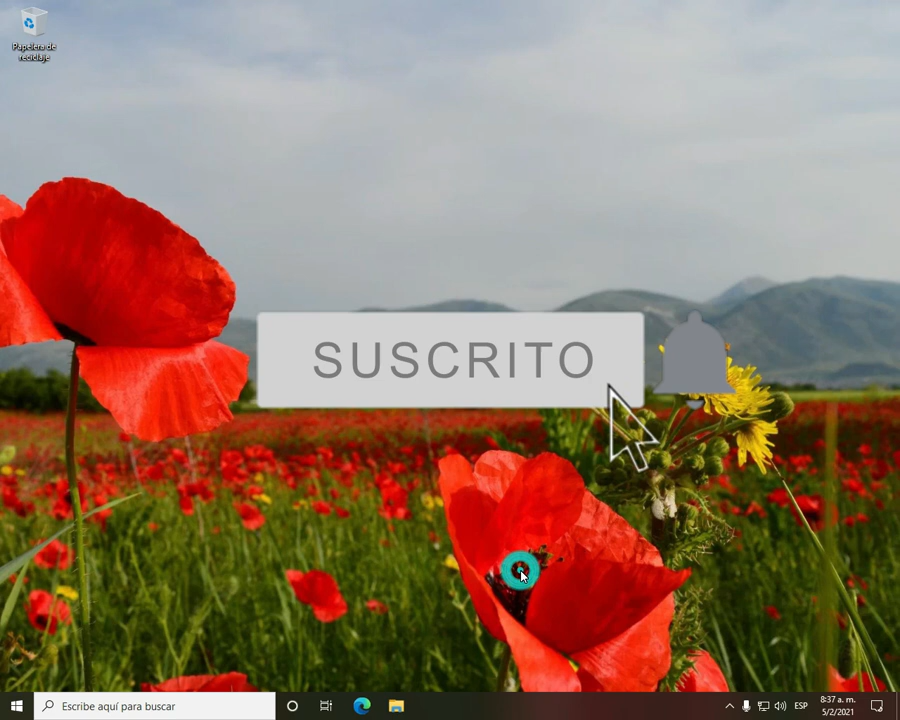 Papelera de
reciclaje
SUSCRITO
Escribe aquí para buscar
ESP
8:37 a. m.
5/2/2021